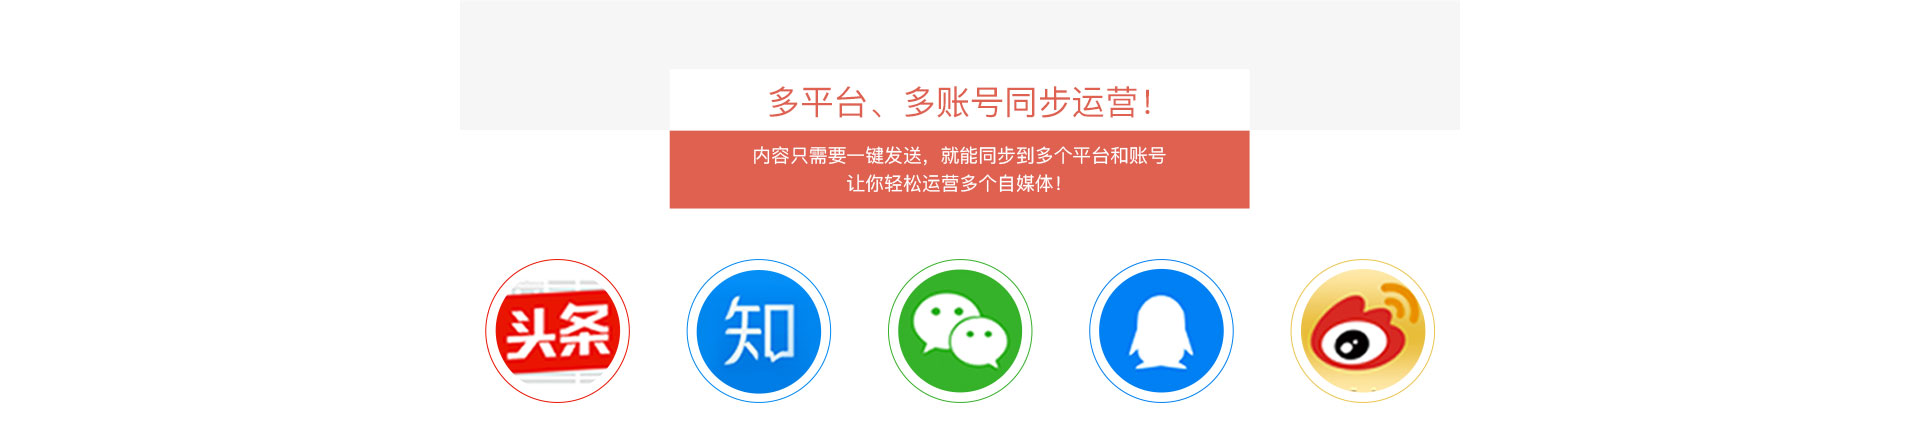 多平台、多账号同步运营！
内容只需要一键发送，就能同步到多个平台和账号
让你轻松运营多个自媒体！
头条
知